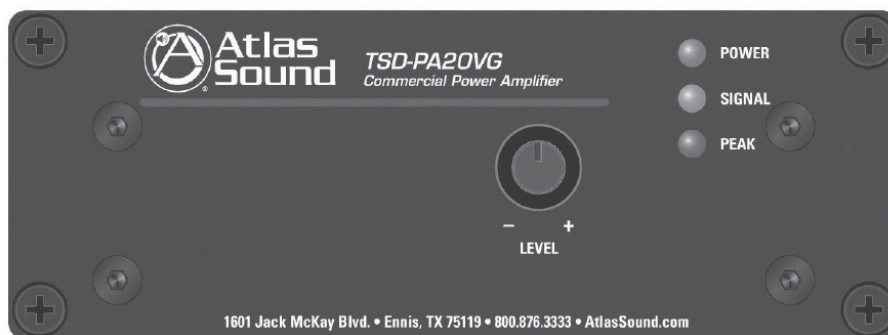 Atlas
Sound
TSD-PA20VG
Commercial Power Amplifier
POWER
SIGNAL
PEAK
– +
LEVEL
1601 Jack McKay Blvd. • Ennis, TX 75119 • 800.876.3333 • AtlasSound.com